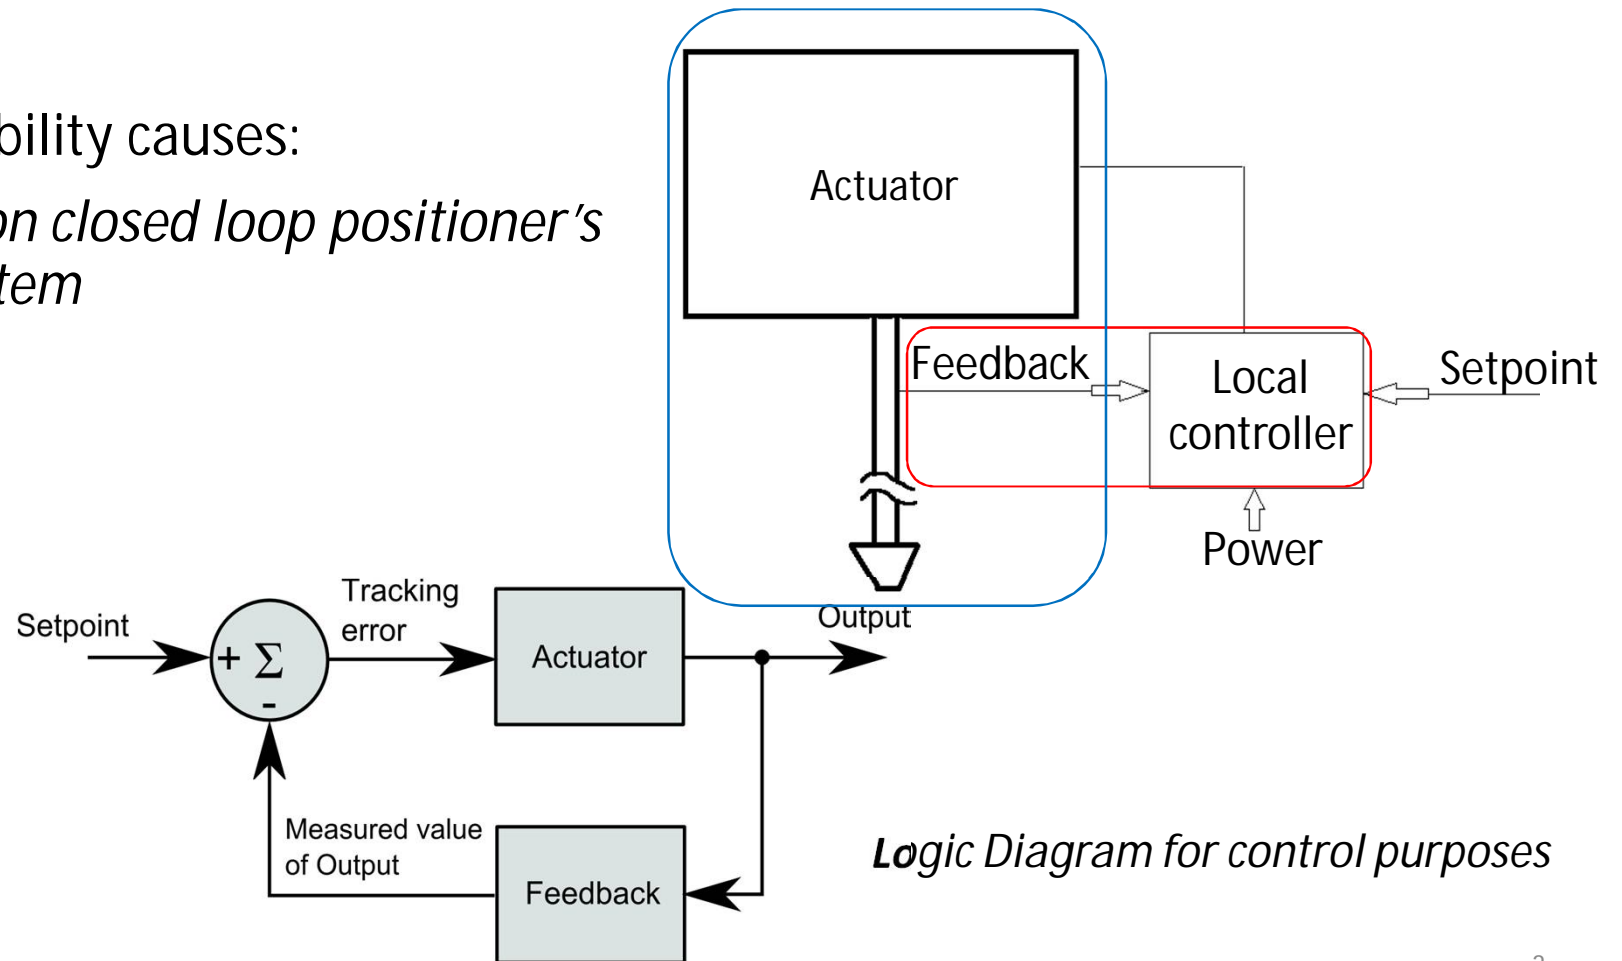 bility causes:
on closed loop positioner's
tem
Actuator
Feedback
Local
controller
Setpoint
Power
Setpoint
+ Σ
-
Tracking
error
Actuator
Output
Measured value
of Output
Feedback
Logic Diagram for control purposes